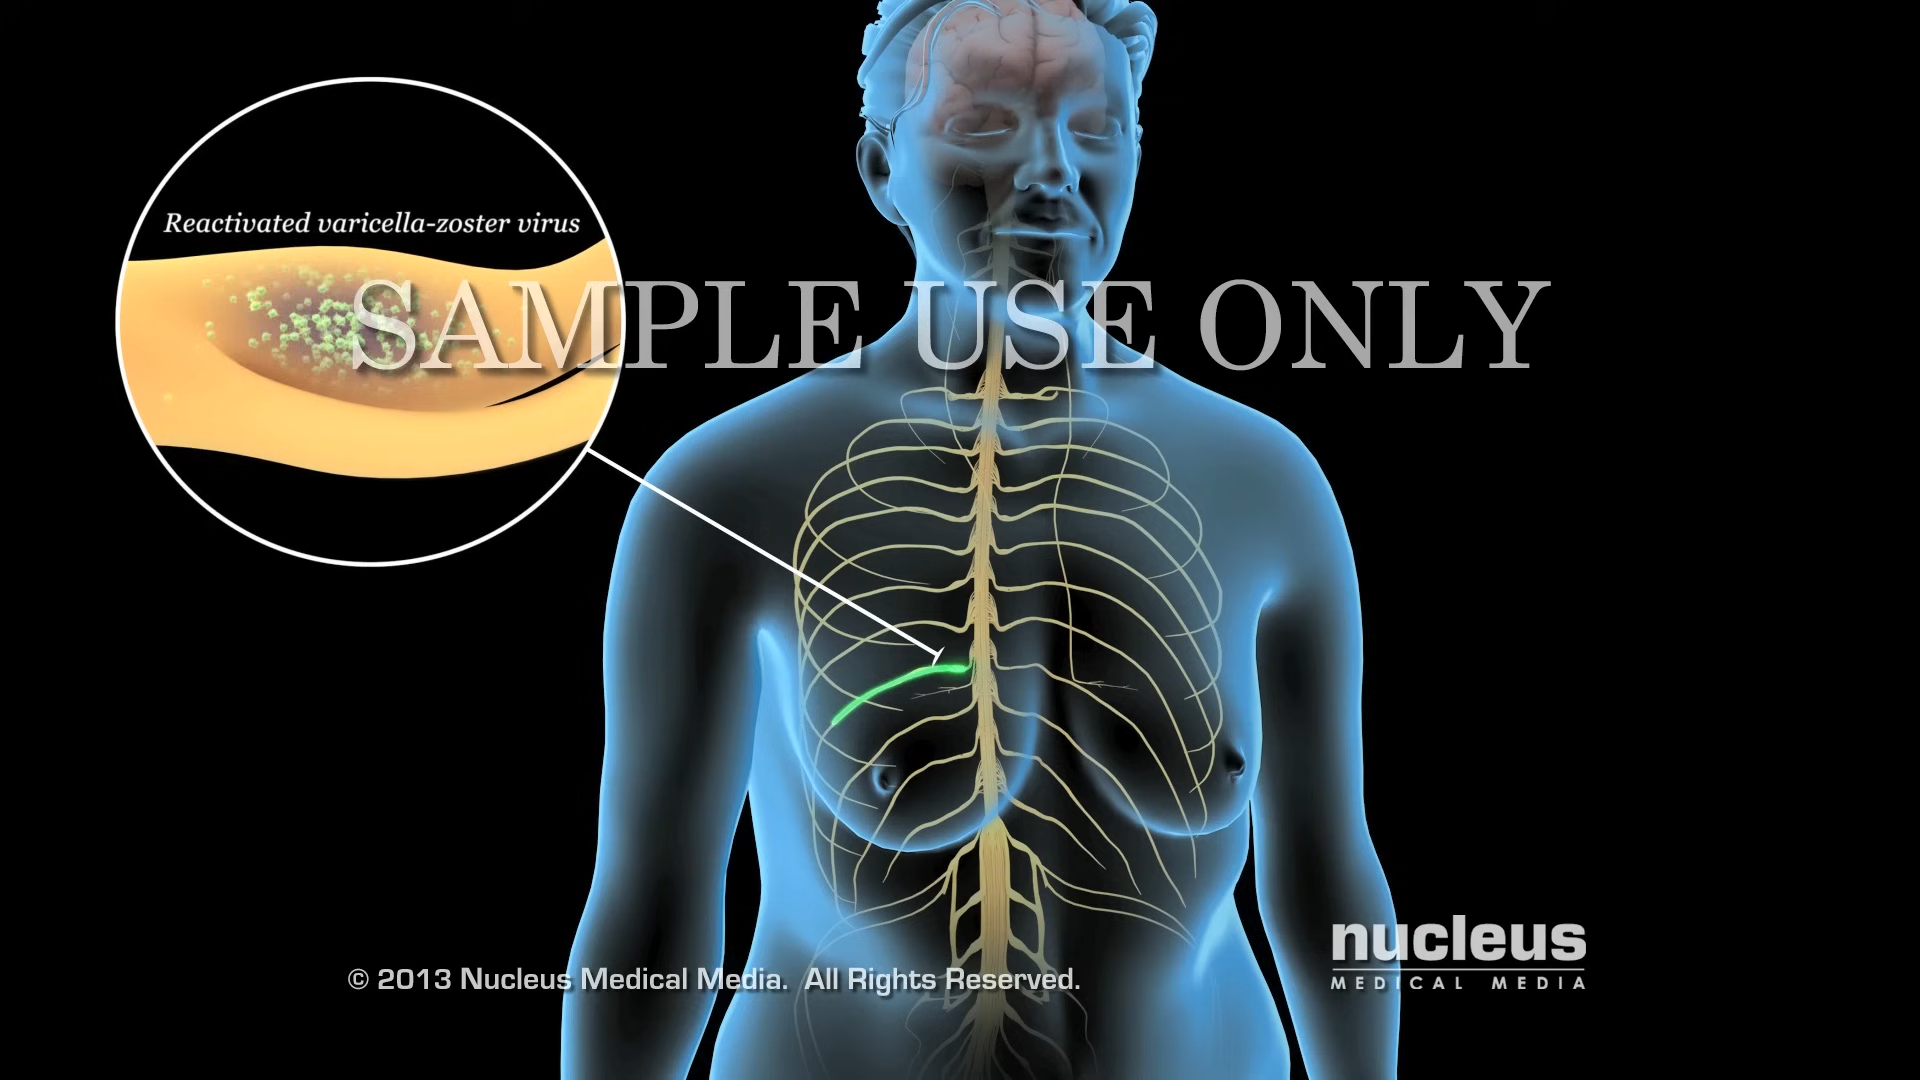 Reactivated varicella-zoster virus
SAMPLE USE ONLY
nucleus
MEDICAL MEDIA
© 2013 Nucleus Medical Media. All Rights Reserved.